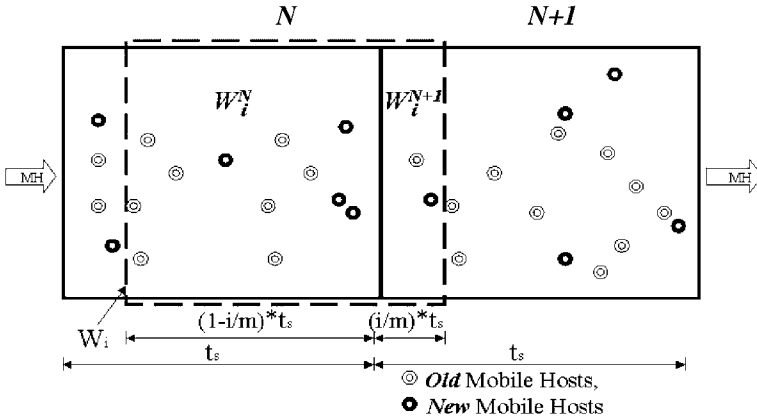 N N+1
W_i^N W_i^{N+1}
MH MH
W_i (1-i/m)*t_s (i/m)*t_s
t_s t_s
Old Mobile Hosts,
New Mobile Hosts